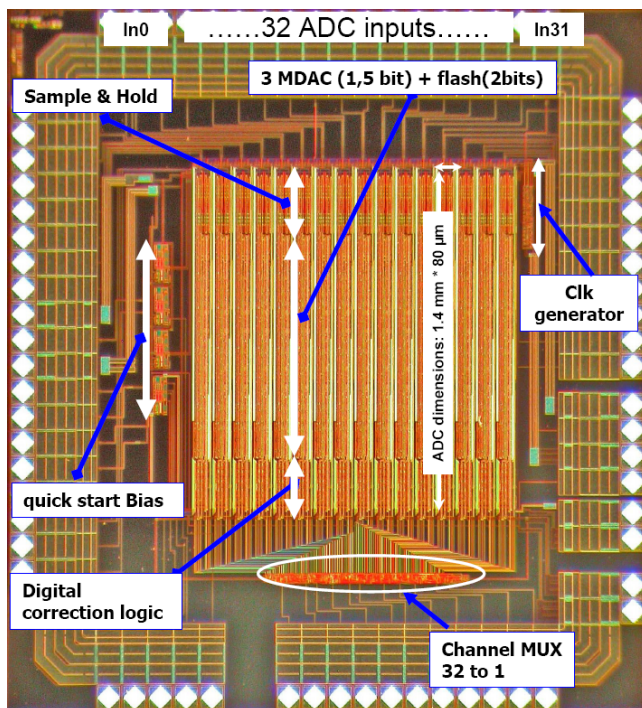 In0
......32 ADC inputs......
In31
3 MDAC (1,5 bit) + flash(2bits)
Sample & Hold
ADC dimensions: 1.4 mm * 80 µm
Clk
generator
quick start Bias
Digital
correction logic
Channel MUX
32 to 1